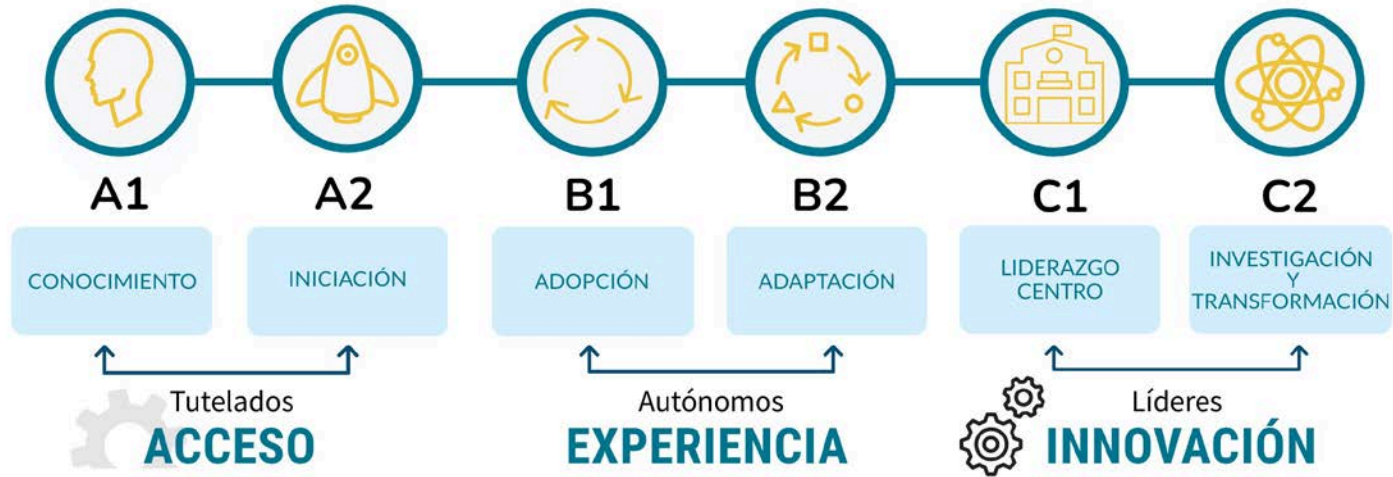 A1
A2
B1
B2
C1
C2
CONOCIMIENTO
INICIACIÓN
ADOPCIÓN
ADAPTACIÓN
LIDERAZGO
CENTRO
INVESTIGACIÓN
Y
TRANSFORMACIÓN
Tutelados
ACCESO
Autónomos
EXPERIENCIA
Líderes
INNOVACIÓN